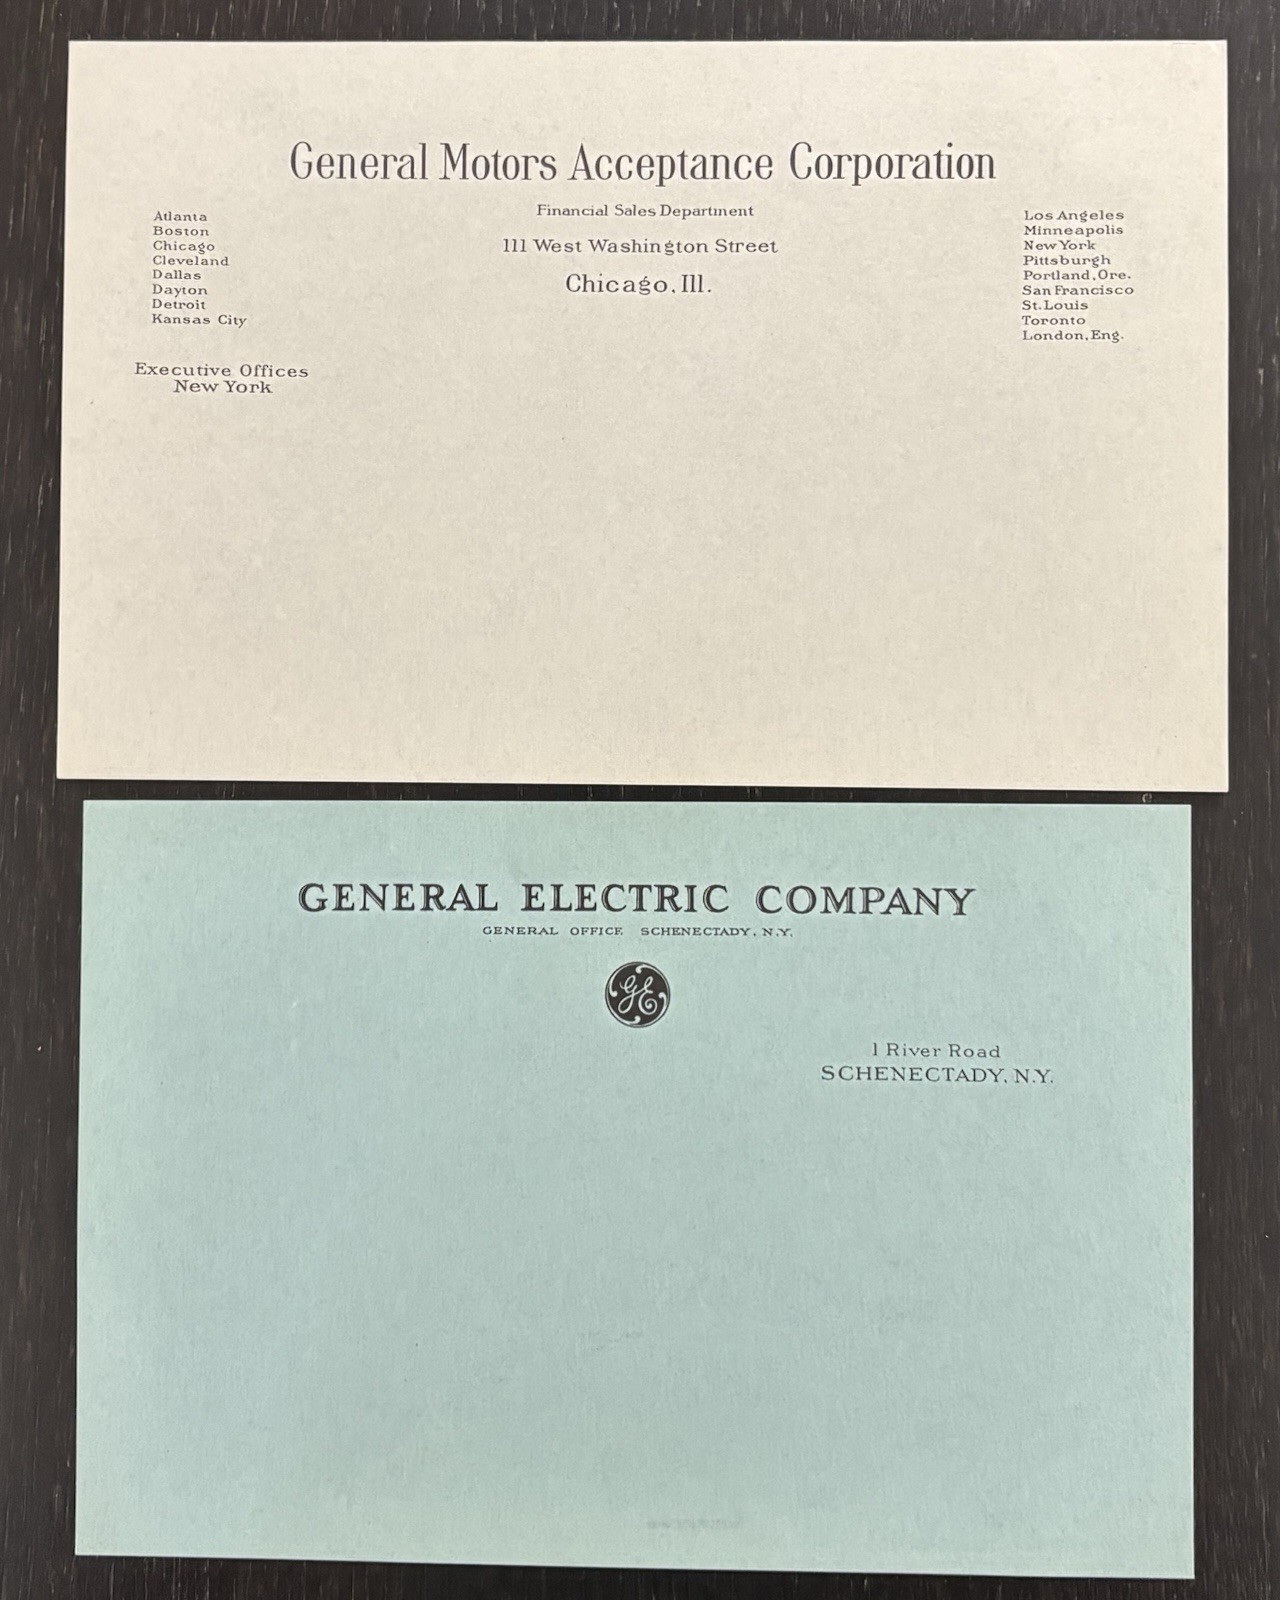 General Motors Acceptance Corporation
Financial Sales Department
111 West Washington Street
Chicago, Ill.
Atlanta
Boston
Chicago
Cleveland
Dallas
Dayton
Detroit
Kansas City
Executive Offices
New York
Los Angeles
Minneapolis
New York
Pittsburgh
Portland, Ore.
San Francisco
St. Louis
Toronto
London, Eng.
GENERAL ELECTRIC COMPANY
GENERAL OFFICE SCHENECTADY, N.Y.
GE
1 River Road
SCHENECTADY, N.Y.